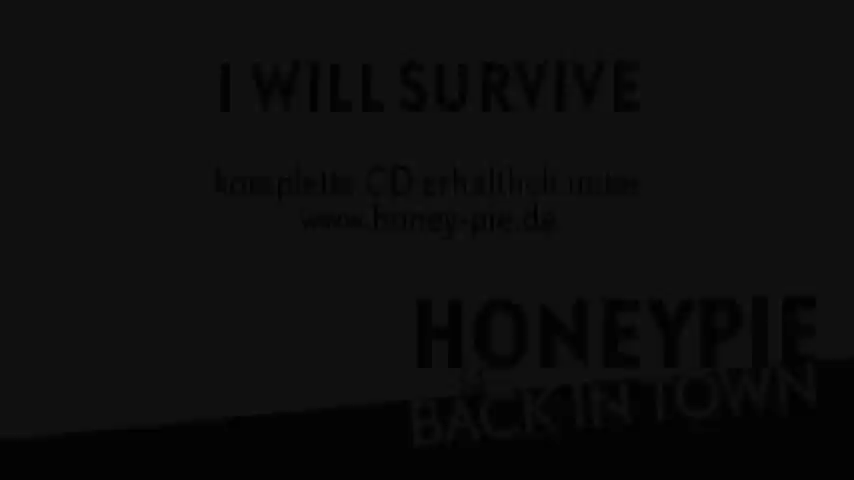 I WILL SURVIVE
komplette CD erhältlich unter
www.honey-pie.de
HONEYPIE
BACK IN TOWN